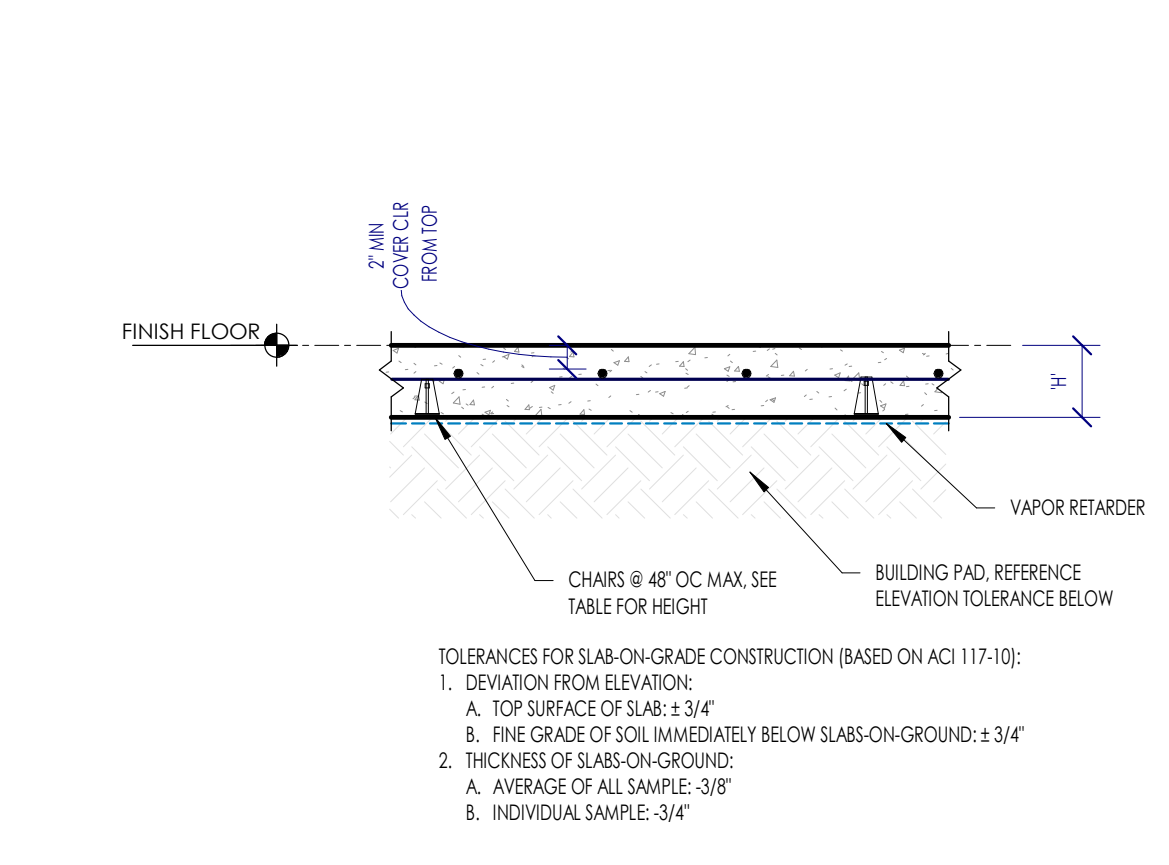 2" MIN
COVER CLR
FROM TOP
FINISH FLOOR
'H'
VAPOR RETARDER
CHAIRS @ 48" OC MAX, SEE
TABLE FOR HEIGHT
BUILDING PAD, REFERENCE
ELEVATION TOLERANCE BELOW
TOLERANCES FOR SLAB-ON-GRADE CONSTRUCTION (BASED ON ACI 117-10):
1. DEVIATION FROM ELEVATION:
A. TOP SURFACE OF SLAB: ± 3/4"
B. FINE GRADE OF SOIL IMMEDIATELY BELOW SLABS-ON-GROUND: ± 3/4"
2. THICKNESS OF SLABS-ON-GROUND:
A. AVERAGE OF ALL SAMPLE: -3/8"
B. INDIVIDUAL SAMPLE: -3/4"